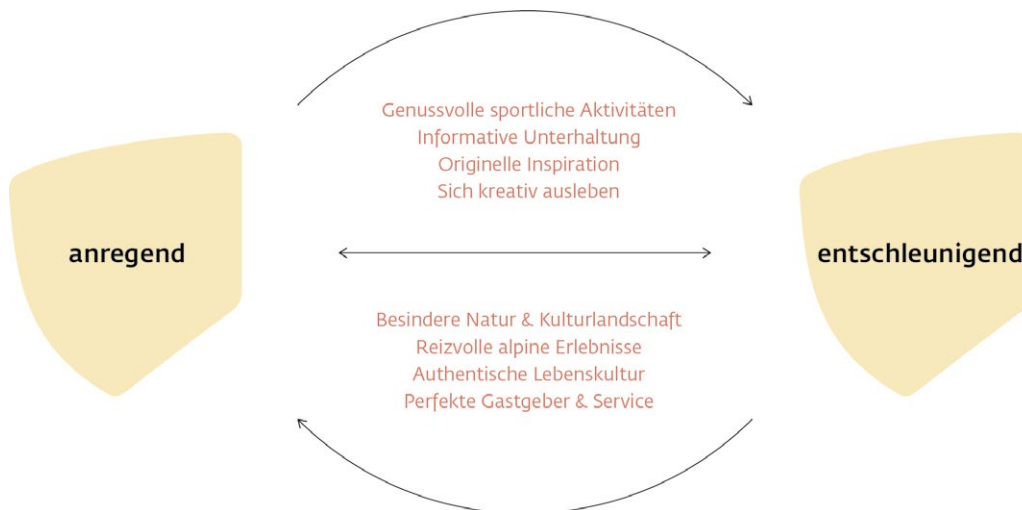 Genussvolle sportliche Aktivitäten
Informative Unterhaltung
Originelle Inspiration
Sich kreativ ausleben
anregend
entschleunigend
Besindere Natur & Kulturlandschaft
Reizvolle alpine Erlebnisse
Authentische Lebenskultur
Perfekte Gastgeber & Service